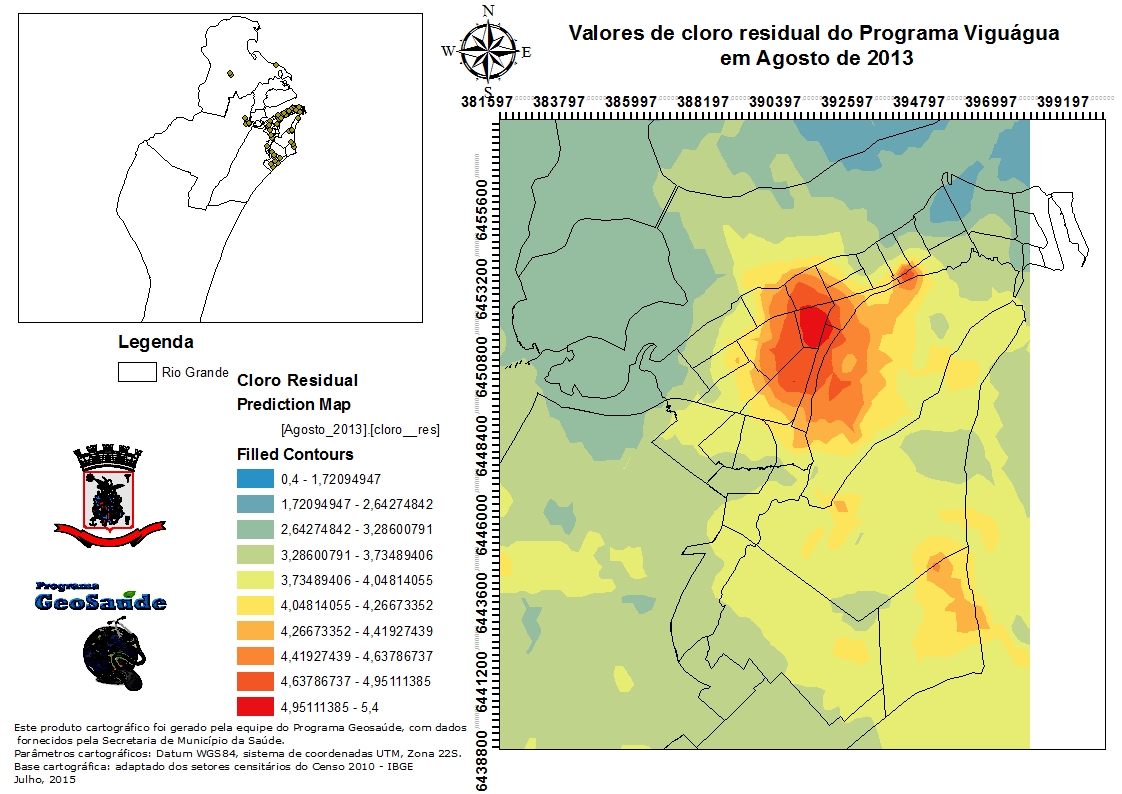 N
W E
S
Valores de cloro residual do Programa Viguágua
em Agosto de 2013
381597 383797 385997 388197 390397 392597 394797 396997 399197
6455600
6453200
6450800
6448400
6446000
6443600
6441200
6438800
Legenda
Rio Grande
Cloro Residual
Prediction Map
[Agosto_2013].[cloro__res]
Filled Contours
0,4 - 1,72094947
1,72094947 - 2,64274842
2,64274842 - 3,28600791
3,28600791 - 3,73489406
3,73489406 - 4,04814055
4,04814055 - 4,26673352
4,26673352 - 4,41927439
4,41927439 - 4,63786737
4,63786737 - 4,95111385
4,95111385 - 5,4
Programa
GeoSaúde
Este produto cartográfico foi gerado pela equipe do Programa Geosaúde, com dados
fornecidos pela Secretaria de Município da Saúde.
Parâmetros cartográficos: Datum WGS84, sistema de coordenadas UTM, Zona 22S.
Base cartográfica: adaptado dos setores censitários do Censo 2010 - IBGE
Julho, 2015